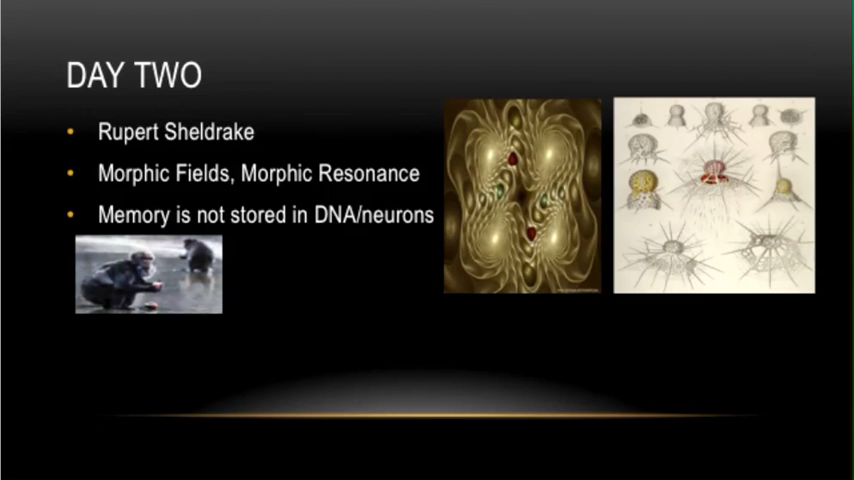 DAY TWO
Rupert Sheldrake
Morphic Fields, Morphic Resonance
Memory is not stored in DNA/neurons